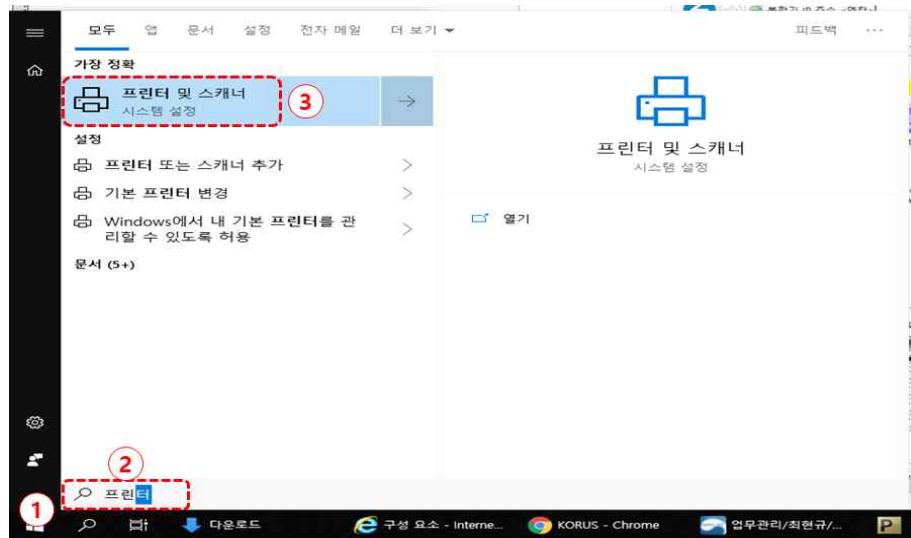 모두 앱 문서 설정 전자 메일 더 보기 피드백 ...
가장 정확
프린터 및 스캐너
시스템 설정
③
설정
프린터 또는 스캐너 추가
기본 프린터 변경
Windows에서 내 기본 프린터를 관
리할 수 있도록 허용
문서 (5+)
프린터 및 스캐너
시스템 설정
열기
②
프린터
①
다운로드 구성 요소 - Interne... KORUS - Chrome 업무관리/최현규/...